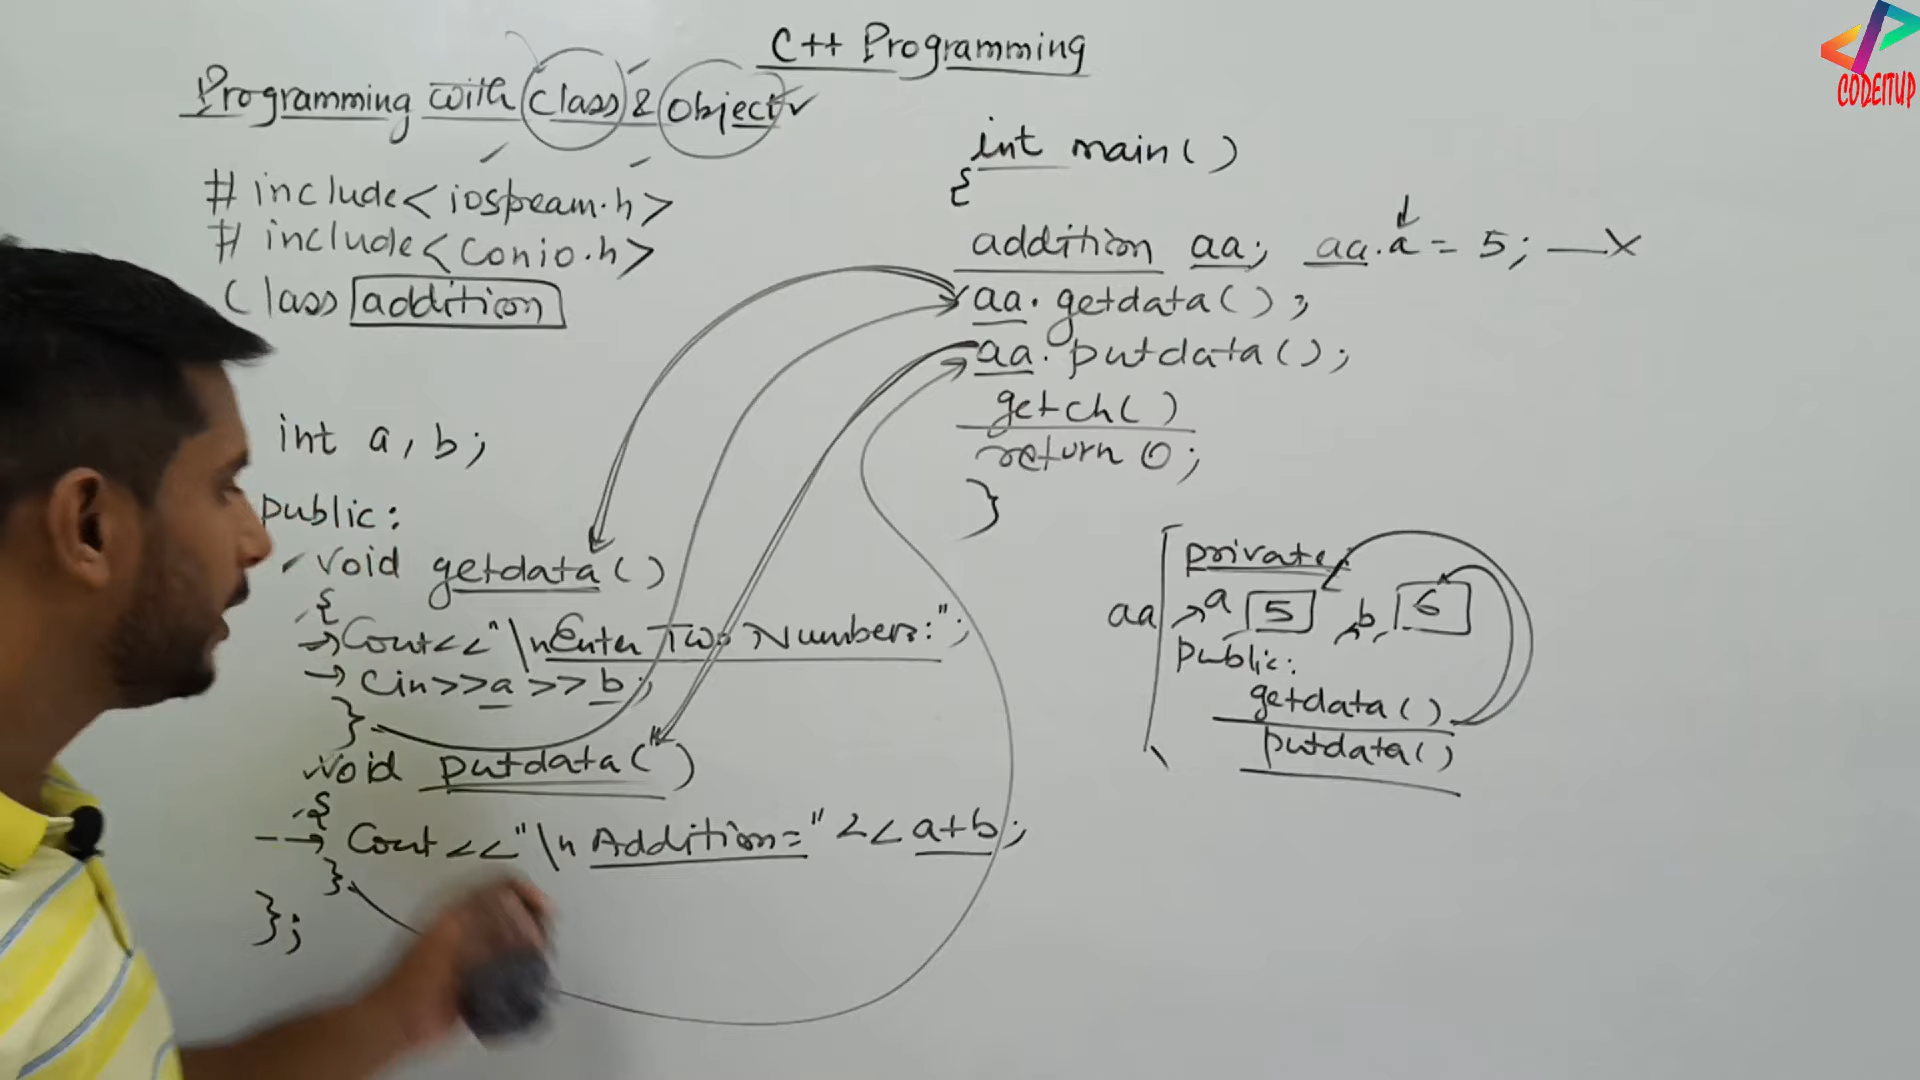 C++ Programming
Programming with Class & Object
# include<iostream.h>
# include<Conio.h>
Class addition
int a, b;
Public:
void getdata()
{
Cout<<"\nEnter Two Numbers:";
Cin>>a>>b;
}
void putdata()
{
Cout<<"\n Addition="<<a+b;
}
};
int main()
{
addition aa; aa.a = 5; —X
aa.getdata();
aa.putdata();
getch()
return 0;
}
private
aa → a 5 b 6
Public:
getdata()
putdata()
CODEITUP